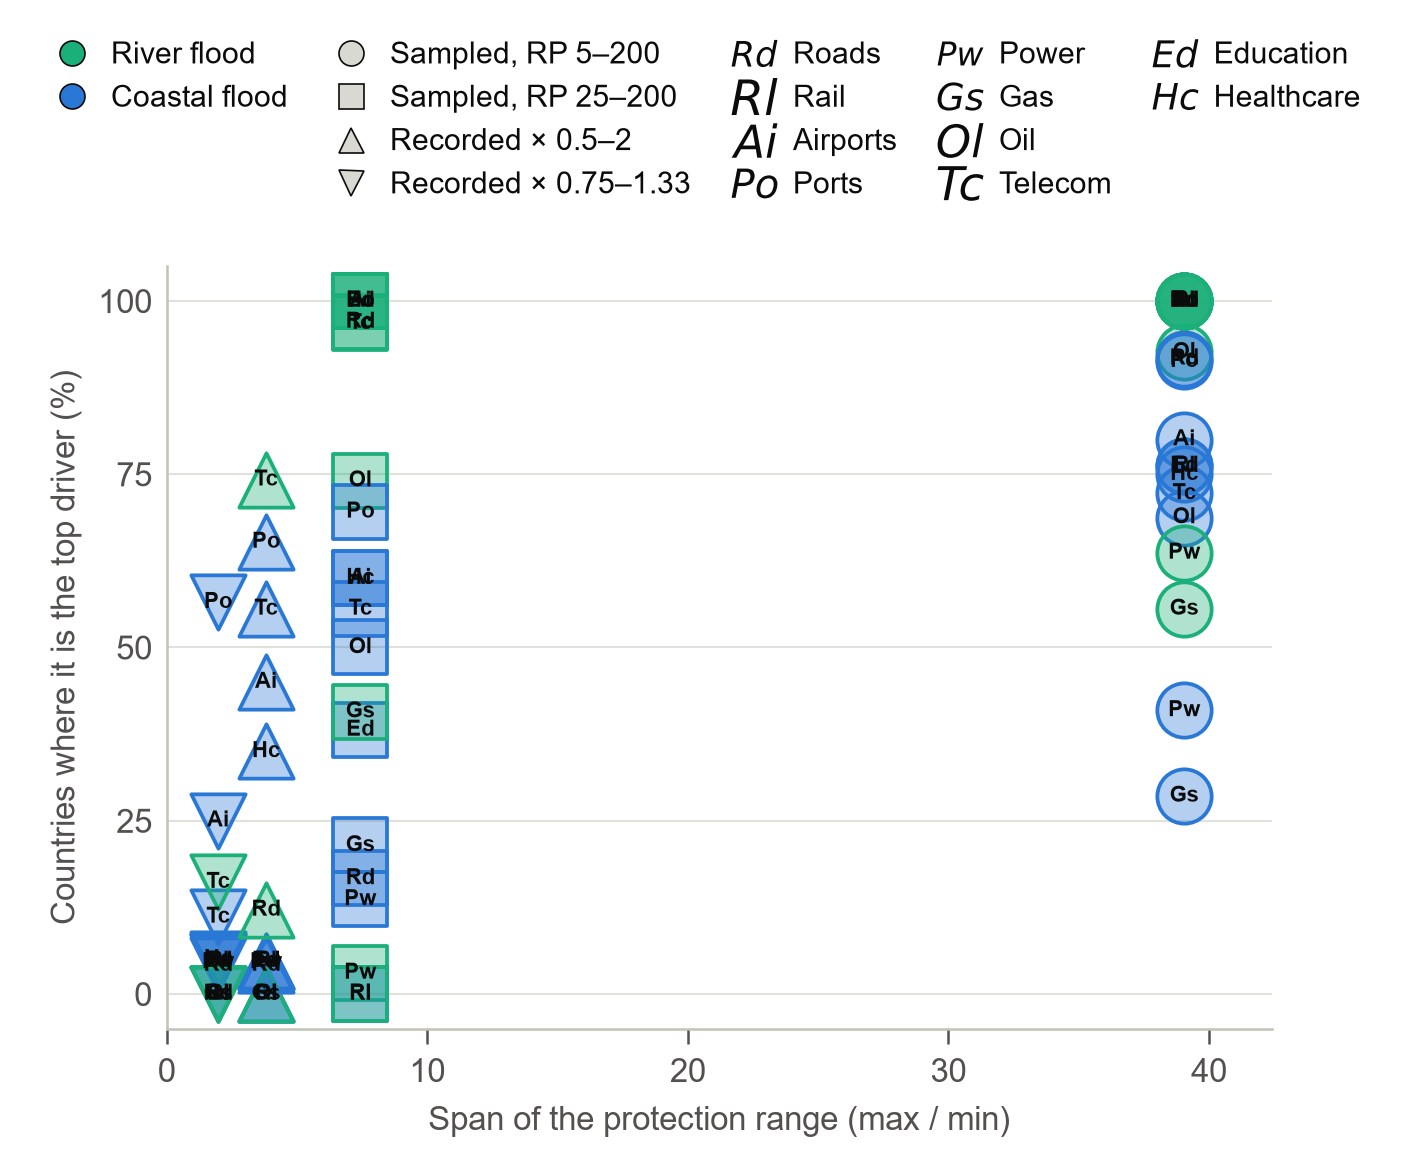 River flood
Coastal flood
Sampled, RP 5–200
Sampled, RP 25–200
Recorded × 0.5–2
Recorded × 0.75–1.33
Rd Roads
Rl Rail
Ai Airports
Po Ports
Pw Power
Gs Gas
Ol Oil
Tc Telecom
Ed Education
Hc Healthcare
Countries where it is the top driver (%)
100
75
50
25
0
Tc
Po
Po
Tc
Ai
Hc
Ai
Tc
Tc
Rd
Rd
Tc
Ol
Po
Tc
Ol
Gs
Ed
Gs
Rd
Pw
Pw
Rl
Ol
Ai
Hc
Tc
Ol
Pw
Gs
Pw
Gs
0
10
20
30
40
Span of the protection range (max / min)